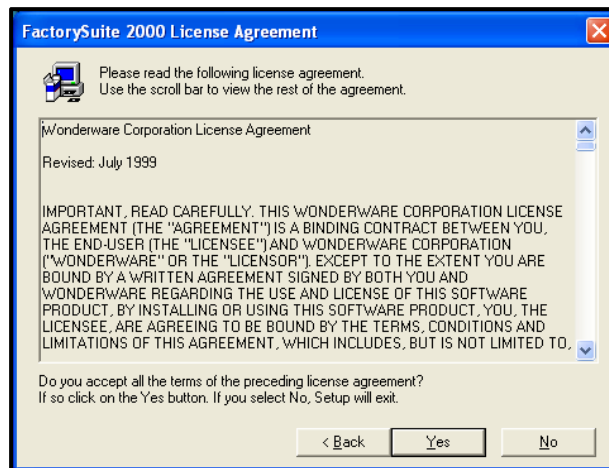 FactorySuite 2000 License Agreement
Please read the following license agreement.
Use the scroll bar to view the rest of the agreement.
Wonderware Corporation License Agreement
Revised: July 1999
IMPORTANT, READ CAREFULLY. THIS WONDERWARE CORPORATION LICENSE
AGREEMENT (THE "AGREEMENT") IS A BINDING CONTRACT BETWEEN YOU,
THE END-USER (THE "LICENSEE") AND WONDERWARE CORPORATION
("WONDERWARE" OR THE "LICENSOR"). EXCEPT TO THE EXTENT YOU ARE
BOUND BY A WRITTEN AGREEMENT SIGNED BY BOTH YOU AND
WONDERWARE REGARDING THE USE AND LICENSE OF THIS SOFTWARE
PRODUCT, BY INSTALLING OR USING THIS SOFTWARE PRODUCT, YOU, THE
LICENSEE, ARE AGREEING TO BE BOUND BY THE TERMS, CONDITIONS AND
LIMITATIONS OF THIS AGREEMENT, WHICH INCLUDES, BUT IS NOT LIMITED TO,
Do you accept all the terms of the preceding license agreement?
If so click on the Yes button. If you select No, Setup will exit.
< Back Yes No